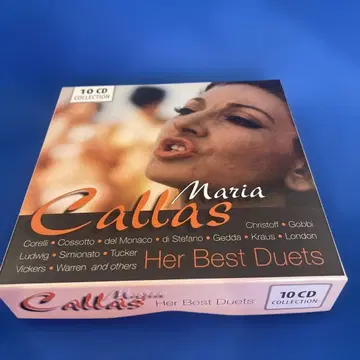 10 CD
COLLECTION
Maria
Callas
Christoff • Gobbi
Corelli • Cossotto • del Monaco • di Stefano • Gedda • Kraus • London
Ludwig • Simionato • Tucker
Vickers • Warren and others
Her Best Duets
Maria
Callas
Her Best Duets
10 CD
COLLECTION